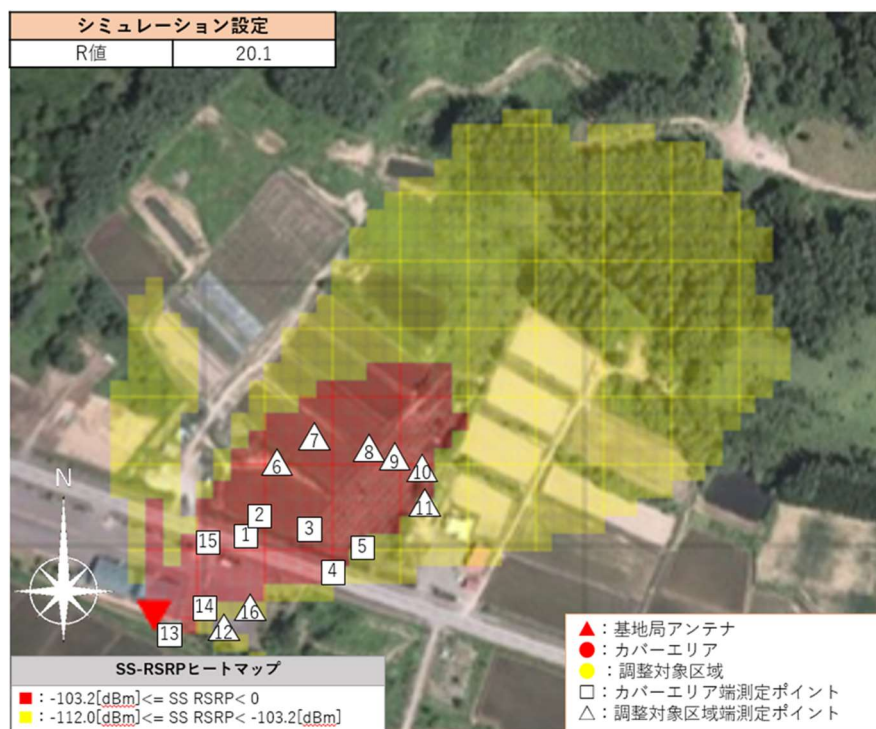 シミュレーション設定
R値 20.1
7
8
9
6
10
11
2
3
1
15
5
4
N
14
16
12
13
SS-RSRPヒートマップ
■：-103.2[dBm]<= SS RSRP< 0
■：-112.0[dBm]<= SS RSRP< -103.2[dBm]
▲：基地局アンテナ
●：カバーエリア
●：調整対象区域
□：カバーエリア端測定ポイント
△：調整対象区域端測定ポイント